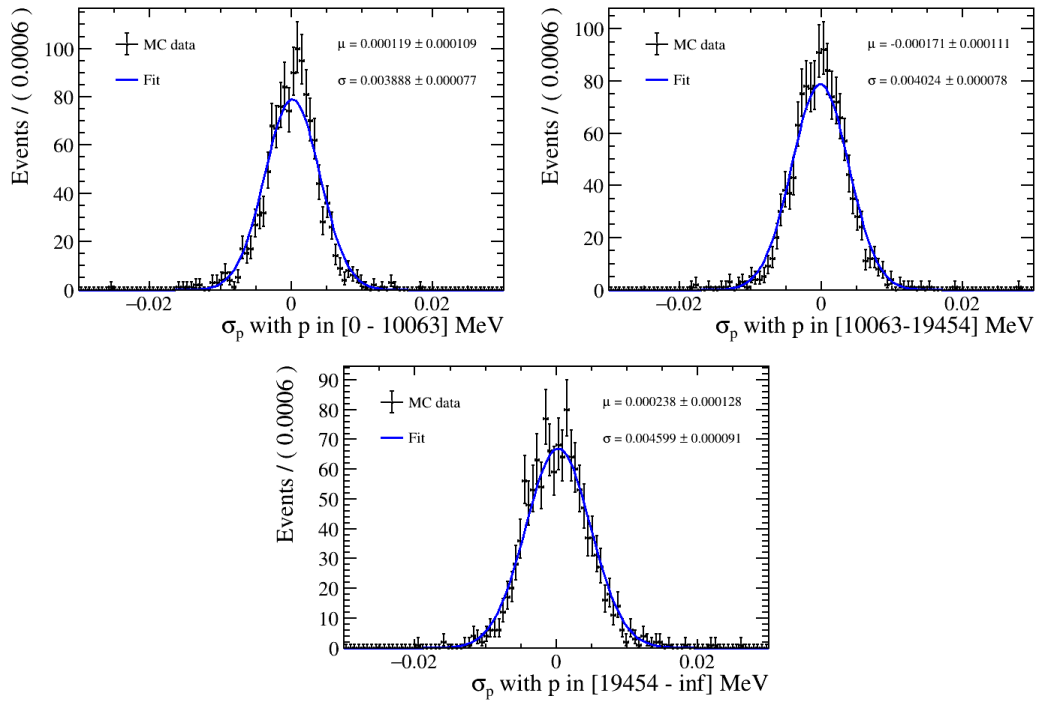 Events / ( 0.0006 )
100
80
60
40
20
0
MC data
Fit
μ = 0.000119 ± 0.000109
σ = 0.003888 ± 0.000077
−0.02
0
0.02
σp with p in [0 - 10063] MeV
Events / ( 0.0006 )
100
80
60
40
20
0
MC data
Fit
μ = -0.000171 ± 0.000111
σ = 0.004024 ± 0.000078
−0.02
0
0.02
σp with p in [10063-19454] MeV
Events / ( 0.0006 )
90
80
70
60
50
40
30
20
10
0
MC data
Fit
μ = 0.000238 ± 0.000128
σ = 0.004599 ± 0.000091
−0.02
0
0.02
σp with p in [19454 - inf] MeV